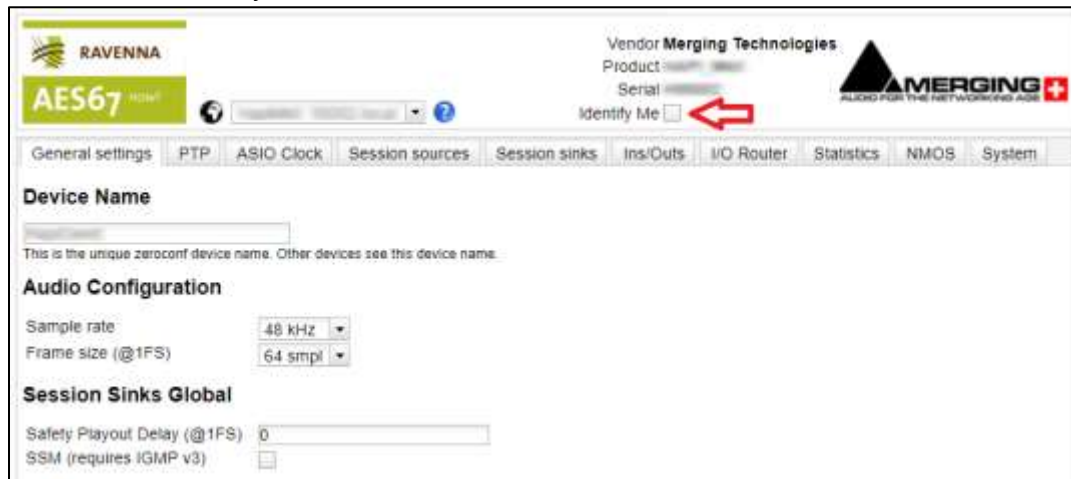 RAVENNA
AES67
Vendor Merging Technologies
Product
Serial
Identify Me
MERGING
AUDIO FOR THE NETWORKING AGE
General settings PTP ASIO Clock Session sources Session sinks Ins/Outs I/O Router Statistics NMOS System
Device Name
This is the unique zeroconf device name. Other devices see this device name.
Audio Configuration
Sample rate 48 kHz
Frame size (@1FS) 64 smpl
Session Sinks Global
Safety Playout Delay (@1FS) 0
SSM (requires IGMP v3)